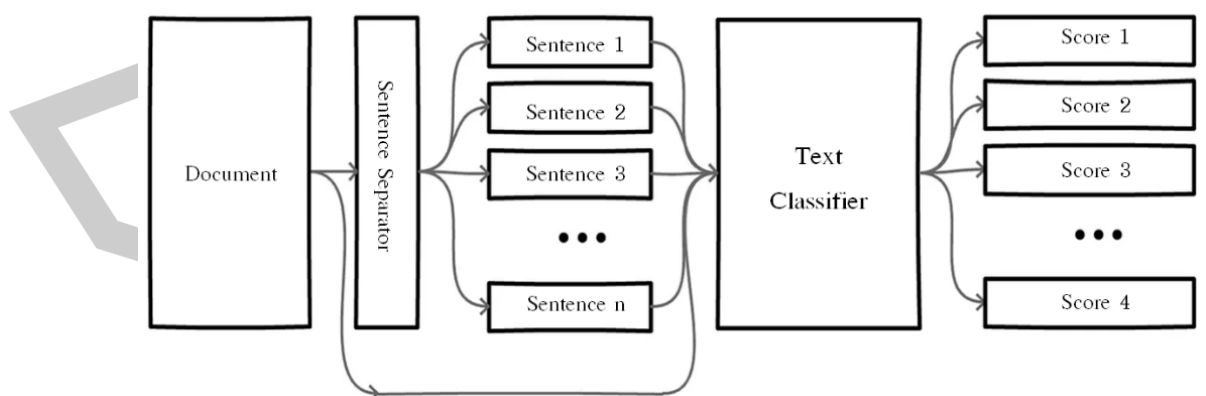 Document
Sentence Separator
Sentence 1
Sentence 2
Sentence 3
•••
Sentence n
Text
Classifier
Score 1
Score 2
Score 3
•••
Score 4